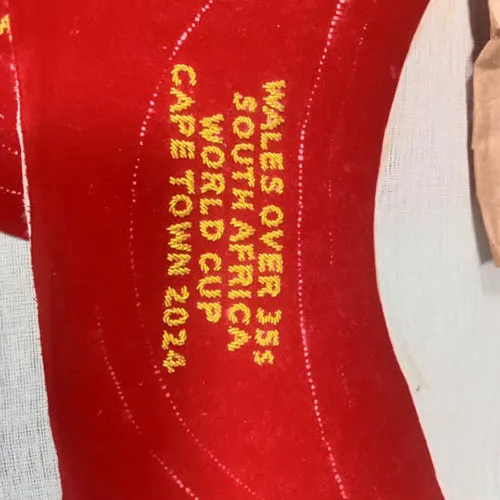 WALES OVER 35s
SOUTH AFRICA
WORLD CUP
CAPE TOWN 2024